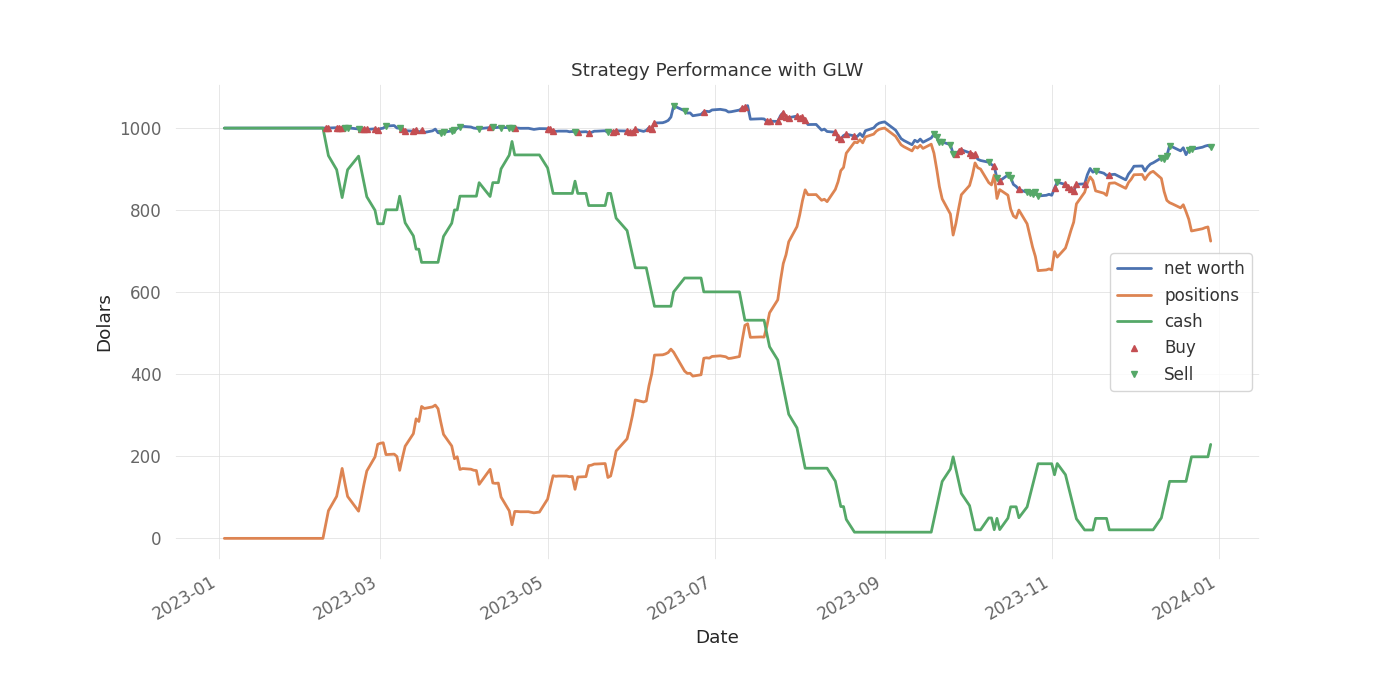 Strategy Performance with GLW
1000
800
600
400
200
0
Dolars
net worth
positions
cash
Buy
Sell
2023-01
2023-03
2023-05
2023-07
2023-09
2023-11
2024-01
Date